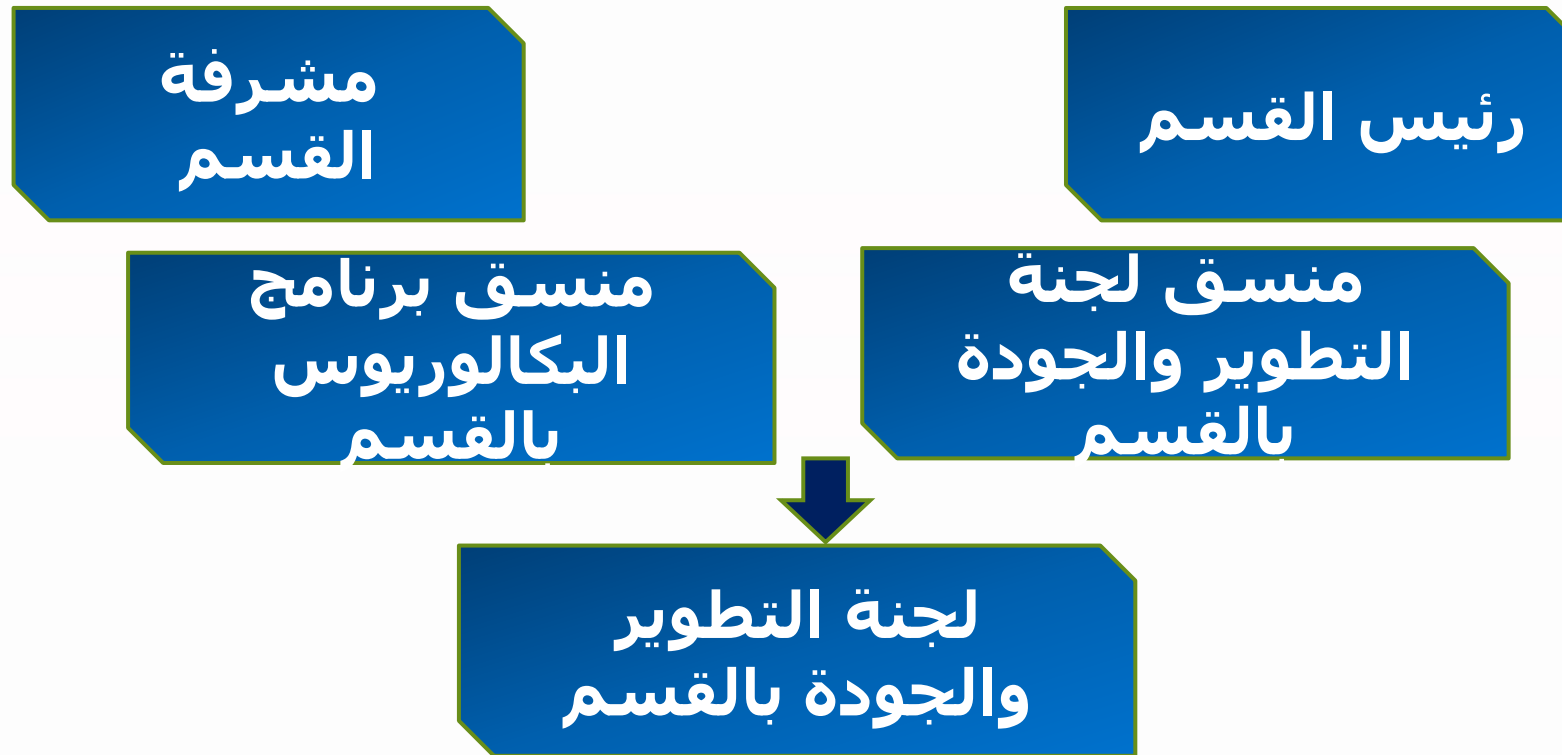 رئيس القسم
مشرفة
القسم
منسق لجنة
التطوير والجودة
بالقسم
منسق برنامج
البكالوريوس
بالقسم
لجنة التطوير
والجودة بالقسم